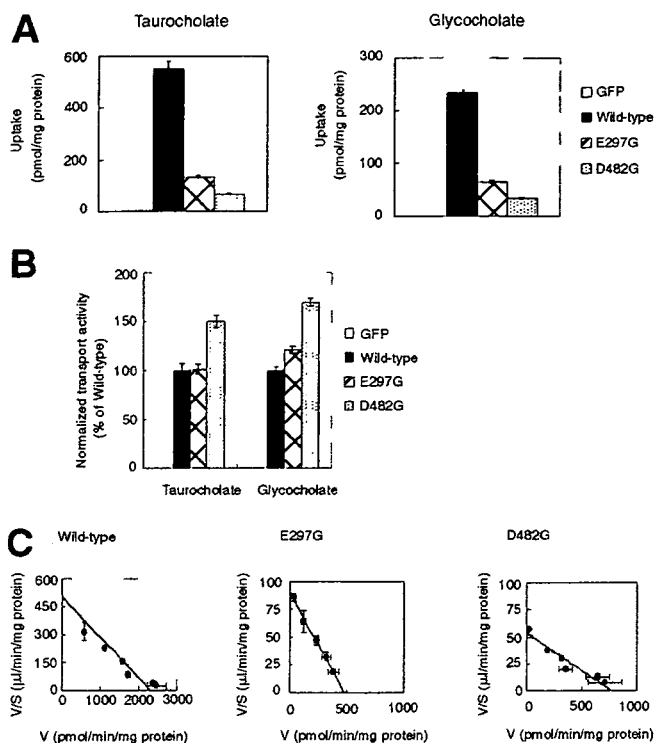 A
Taurocholate
Glycocholate
Uptake
(pmol/mg protein)
600
400
200
0
Uptake
(pmol/mg protein)
300
200
100
0
GFP
Wild-type
E297G
D482G
B
Normalized transport activity
(% of Wild-type)
200
150
100
50
0
Taurocholate
Glycocholate
GFP
Wild-type
E297G
D482G
C
Wild-type
E297G
D482G
V/S (µl/min/mg protein)
600
450
300
150
0
0 1000 2000 3000
V (pmol/min/mg protein)
V/S (µl/min/mg protein)
100
75
50
25
0
0 500 1000
V (pmol/min/mg protein)
V/S (µl/min/mg protein)
100
75
50
25
0
0 500 1000
V (pmol/min/mg protein)